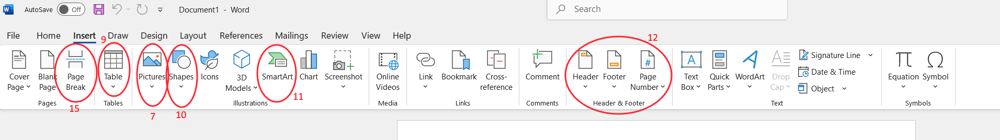 AutoSave Off Document1 - Word Search
File Home Insert Draw Design Layout References Mailings Review View Help
9
12
Cover Page
Blank Page
Page Break
Pages
15
Table
Tables
Pictures
7
Shapes
10
Icons
3D Models
SmartArt
11
Chart
Screenshot
Illustrations
Online Videos
Media
Link
Bookmark
Cross-reference
Links
Comment
Comments
Header
Footer
# Page Number
Header & Footer
A Text Box
Quick Parts
A WordArt
A Drop Cap
Signature Line
Date & Time
Object
Text
π Equation
Ω Symbol
Symbols